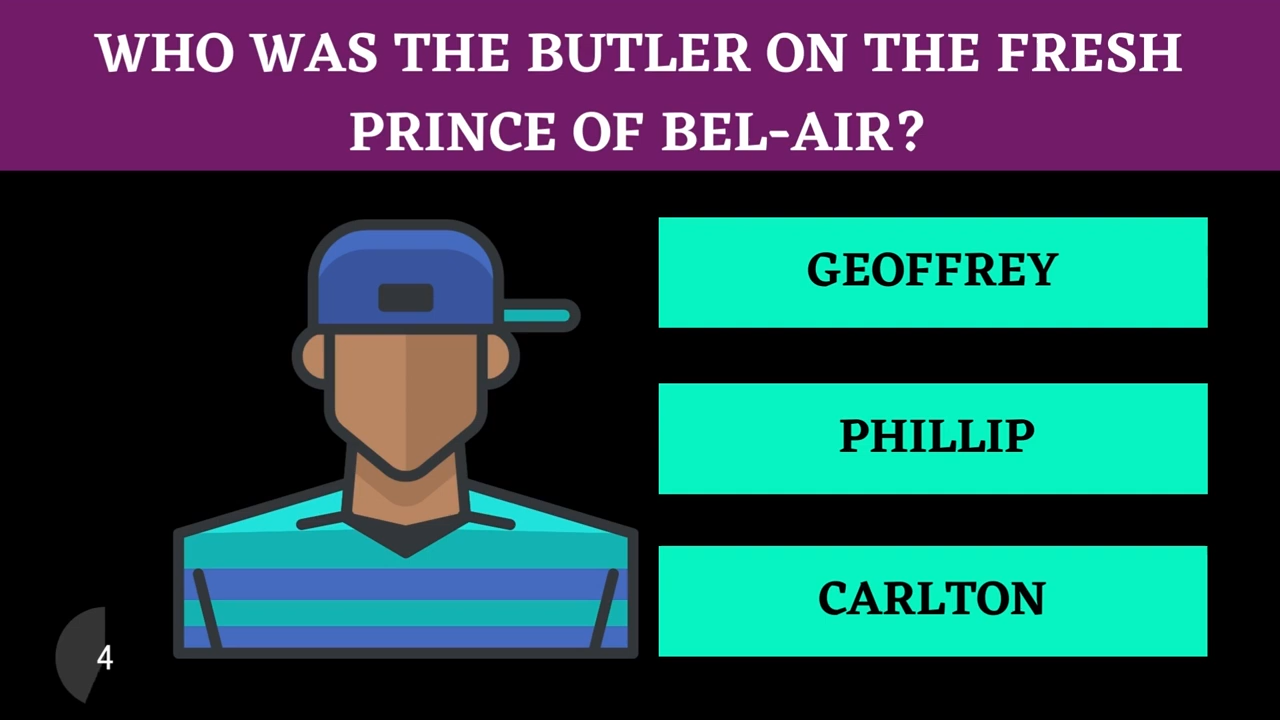 WHO WAS THE BUTLER ON THE FRESH
PRINCE OF BEL-AIR?
GEOFFREY
PHILLIP
CARLTON
4